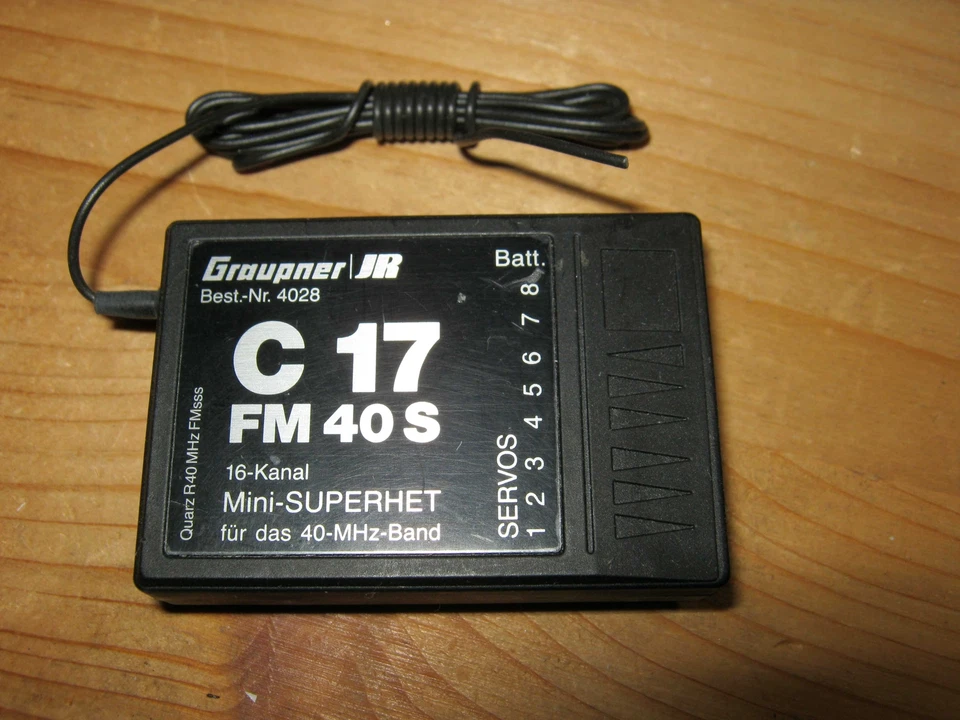 Graupner|JR
Best.-Nr. 4028
C 17
FM 40 S
16-Kanal
Mini-SUPERHET
für das 40-MHz-Band
Quarz R40 MHz FMsss
Batt.
SERVOS
1 2 3 4 5 6 7 8